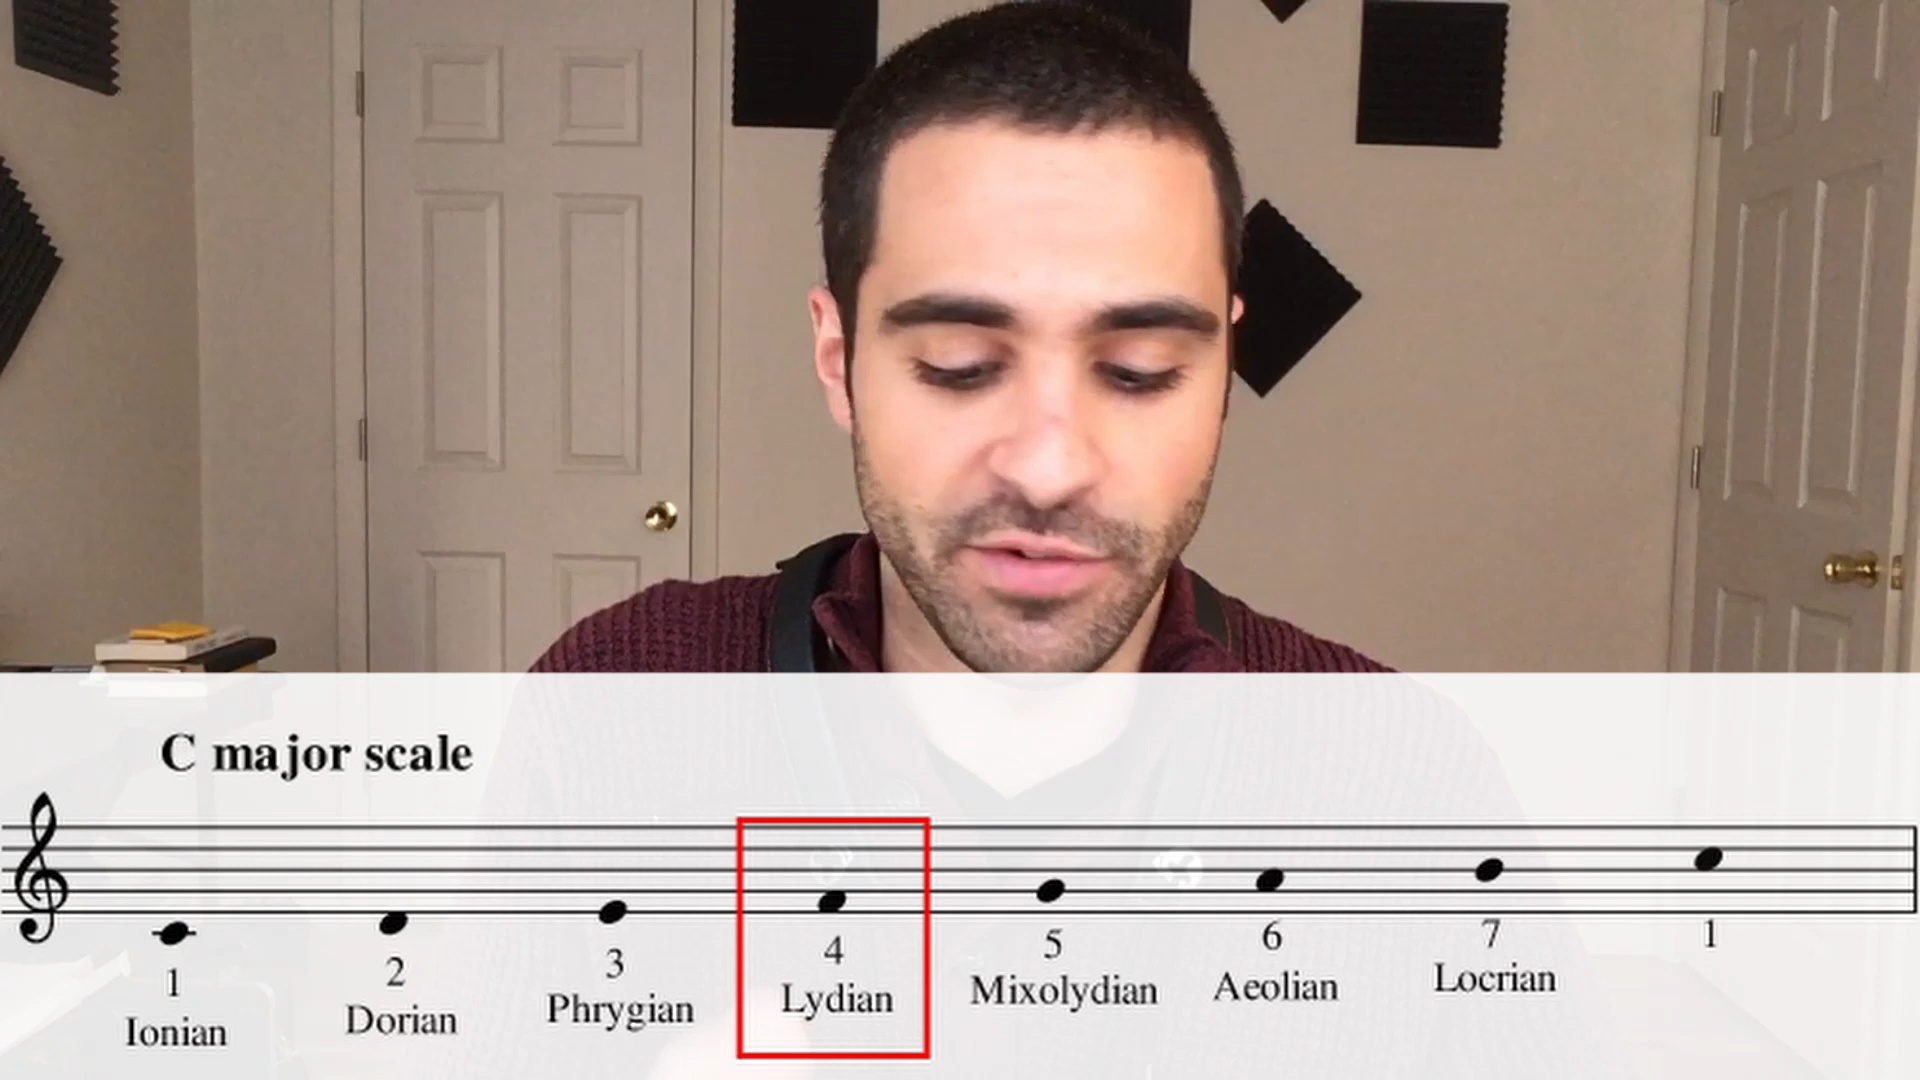 C major scale
1 2 3 4 5 6 7 1
Ionian Dorian Phrygian Lydian Mixolydian Aeolian Locrian